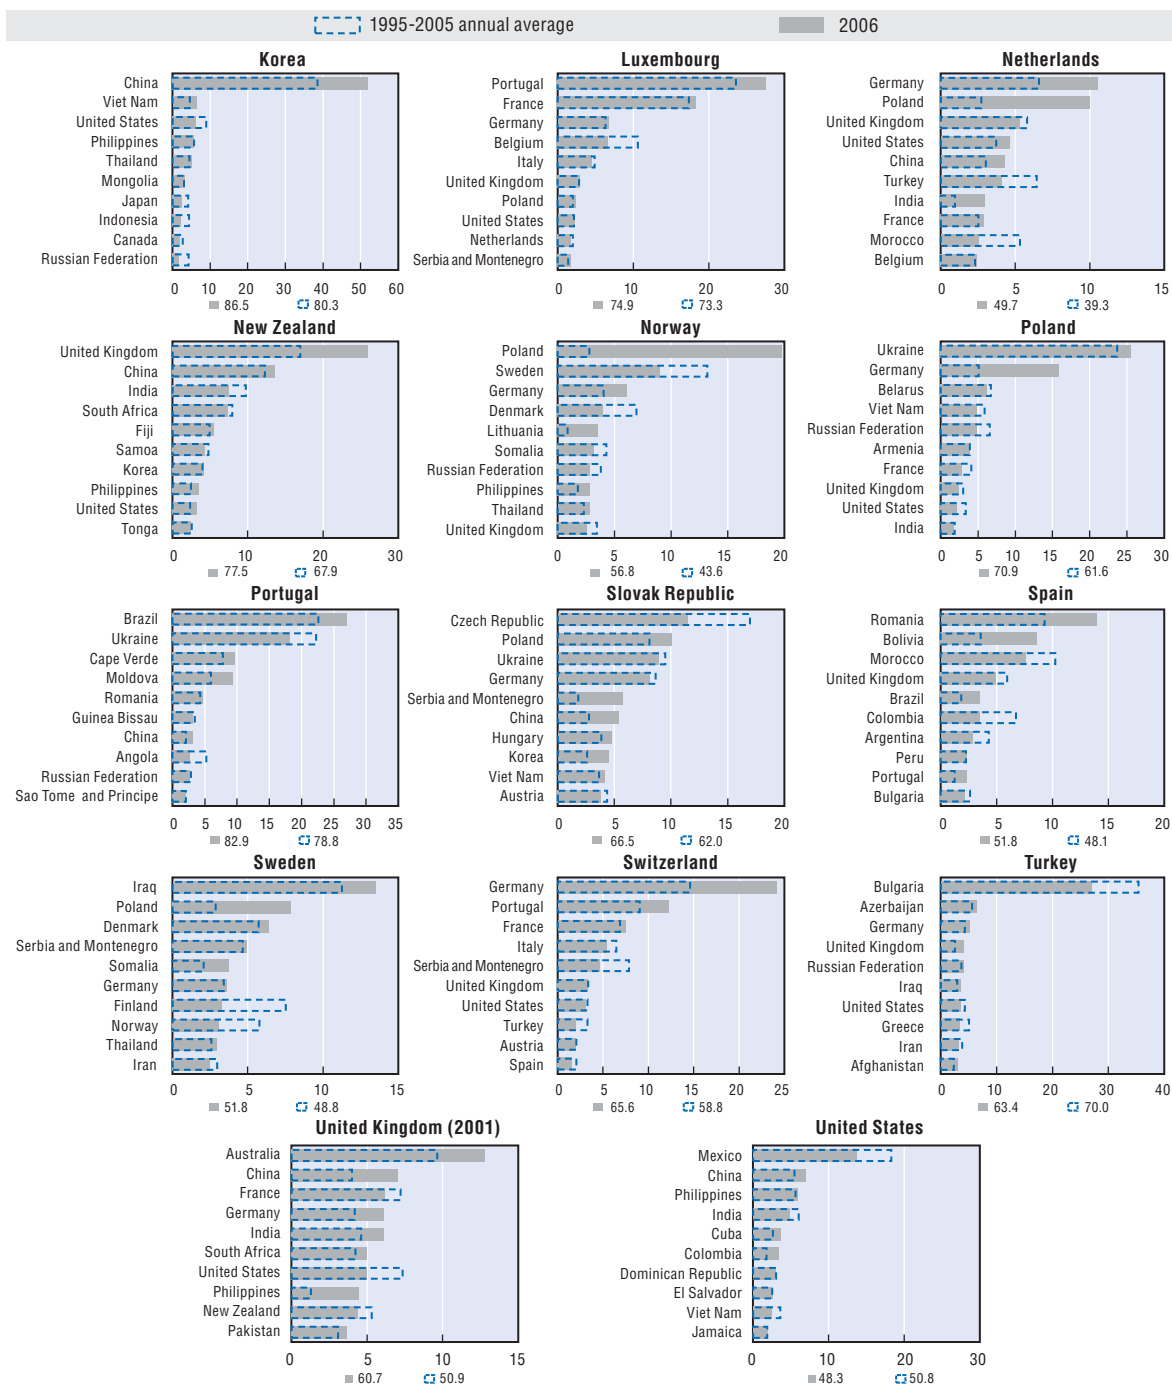 1995-2005 annual average 2006
Korea
China
Viet Nam
United States
Philippines
Thailand
Mongolia
Japan
Indonesia
Canada
Russian Federation
0 10 20 30 40 50 60
86.5 80.3
Luxembourg
Portugal
France
Germany
Belgium
Italy
United Kingdom
Poland
United States
Netherlands
Serbia and Montenegro
0 10 20 30
74.9 73.3
Netherlands
Germany
Poland
United Kingdom
United States
China
Turkey
India
France
Morocco
Belgium
0 5 10 15
49.7 39.3
New Zealand
United Kingdom
China
India
South Africa
Fiji
Samoa
Korea
Philippines
United States
Tonga
0 10 20 30
77.5 67.9
Norway
Poland
Sweden
Germany
Denmark
Lithuania
Somalia
Russian Federation
Philippines
Thailand
United Kingdom
0 5 10 15 20
56.8 43.6
Poland
Ukraine
Germany
Belarus
Viet Nam
Russian Federation
Armenia
France
United Kingdom
United States
India
0 5 10 15 20 25 30
70.9 61.6
Portugal
Brazil
Ukraine
Cape Verde
Moldova
Romania
Guinea Bissau
China
Angola
Russian Federation
Sao Tome and Principe
0 5 10 15 20 25 30 35
82.9 78.8
Slovak Republic
Czech Republic
Poland
Ukraine
Germany
Serbia and Montenegro
China
Hungary
Korea
Viet Nam
Austria
0 5 10 15 20
66.5 62.0
Spain
Romania
Bolivia
Morocco
United Kingdom
Brazil
Colombia
Argentina
Peru
Portugal
Bulgaria
0 5 10 15 20
51.8 48.1
Sweden
Iraq
Poland
Denmark
Serbia and Montenegro
Somalia
Germany
Finland
Norway
Thailand
Iran
0 5 10 15
51.8 48.8
Switzerland
Germany
Portugal
France
Italy
Serbia and Montenegro
United Kingdom
United States
Turkey
Austria
Spain
0 5 10 15 20 25
65.6 58.8
Turkey
Bulgaria
Azerbaijan
Germany
United Kingdom
Russian Federation
Iraq
United States
Greece
Iran
Afghanistan
0 10 20 30 40
63.4 70.0
United Kingdom (2001)
Australia
China
France
Germany
India
South Africa
United States
Philippines
New Zealand
Pakistan
0 5 10 15
60.7 50.9
United States
Mexico
China
Philippines
India
Cuba
Colombia
Dominican Republic
El Salvador
Viet Nam
Jamaica
0 10 20 30
48.3 50.8